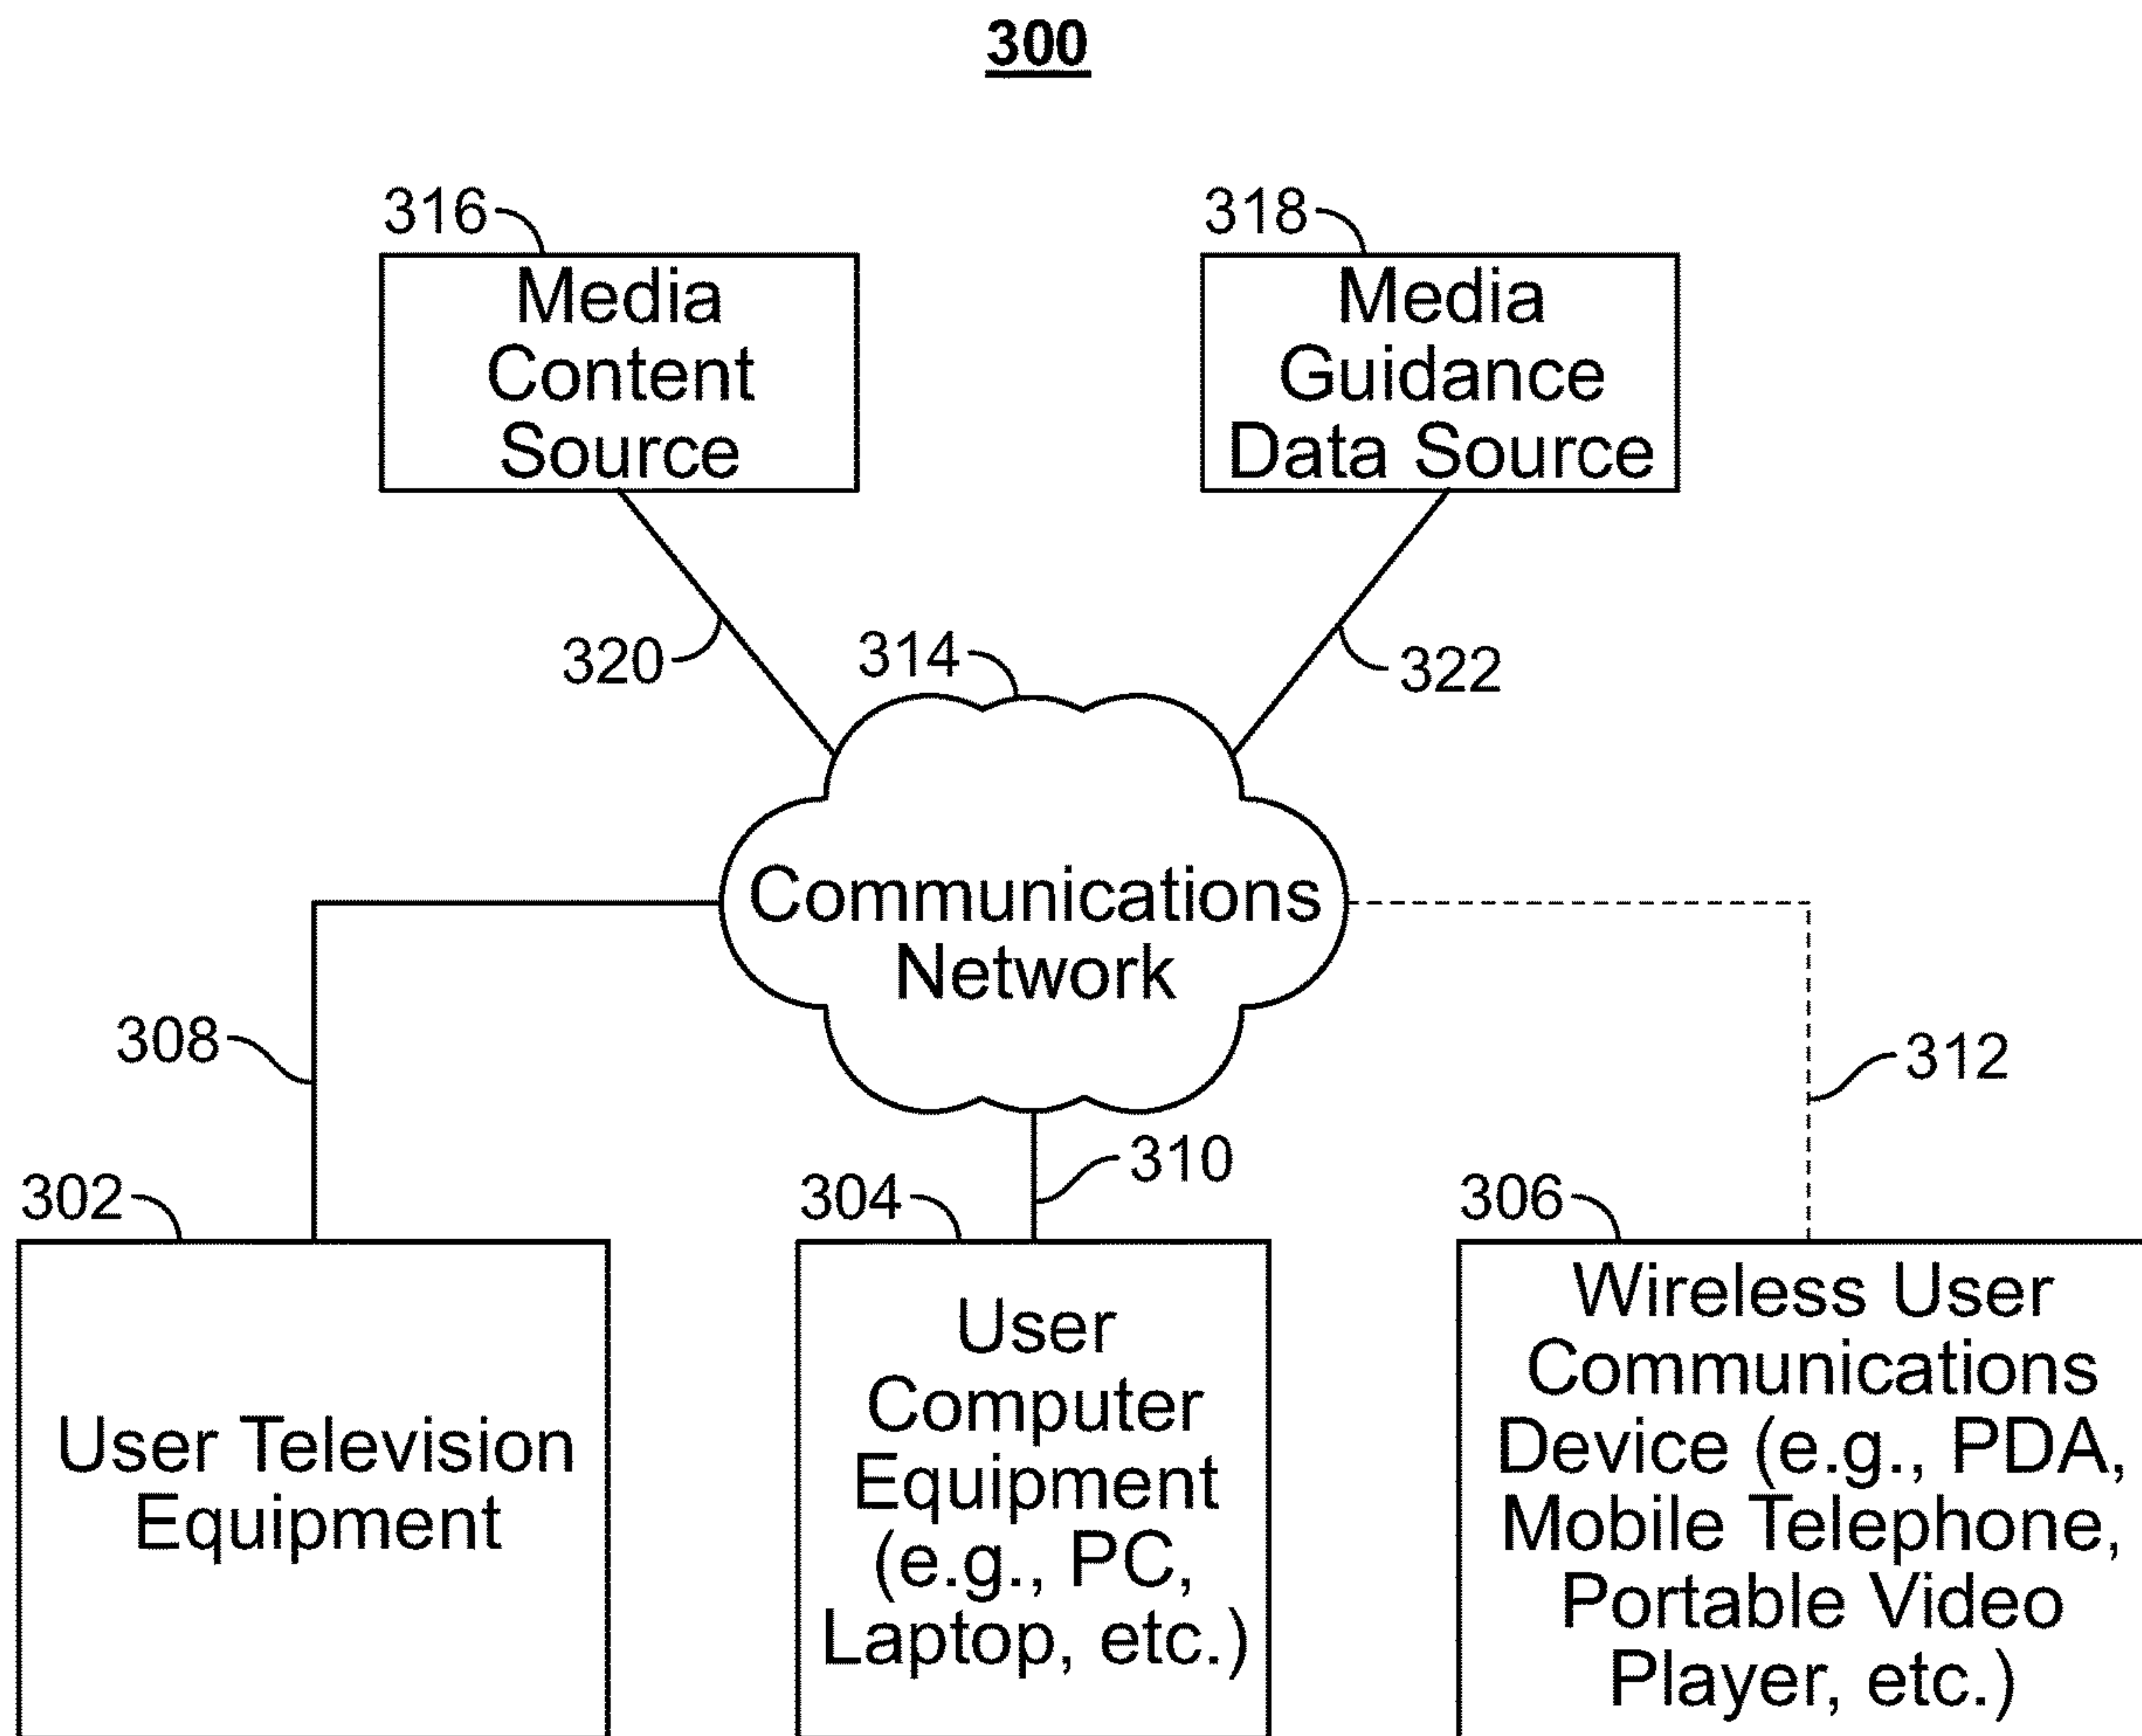 300
316
Media
Content
Source
318
Media
Guidance
Data Source
320
314
322
Communications
Network
308
312
310
302
User Television
Equipment
304
User
Computer
Equipment
(e.g., PC,
Laptop, etc.)
306
Wireless User
Communications
Device (e.g., PDA,
Mobile Telephone,
Portable Video
Player, etc.)